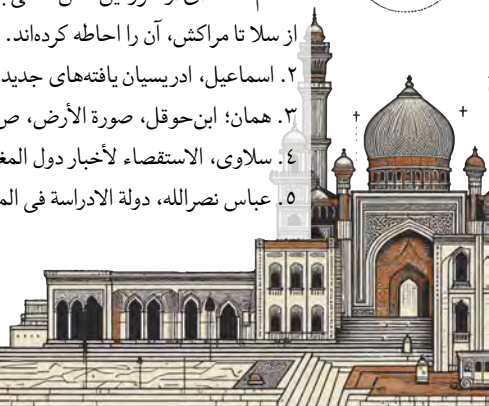 از سلا تا مراکش، آن را احاطه کرده‌اند.
۲. اسماعیل، ادریسیان یافته‌های جدید
۳. همان؛ ابن‌حوقل، صورة الأرض، ص
٤. سلاوی، الاستقصاء لأخبار دول المغ
٥. عباس نصرالله، دولة الادراسة فی الم